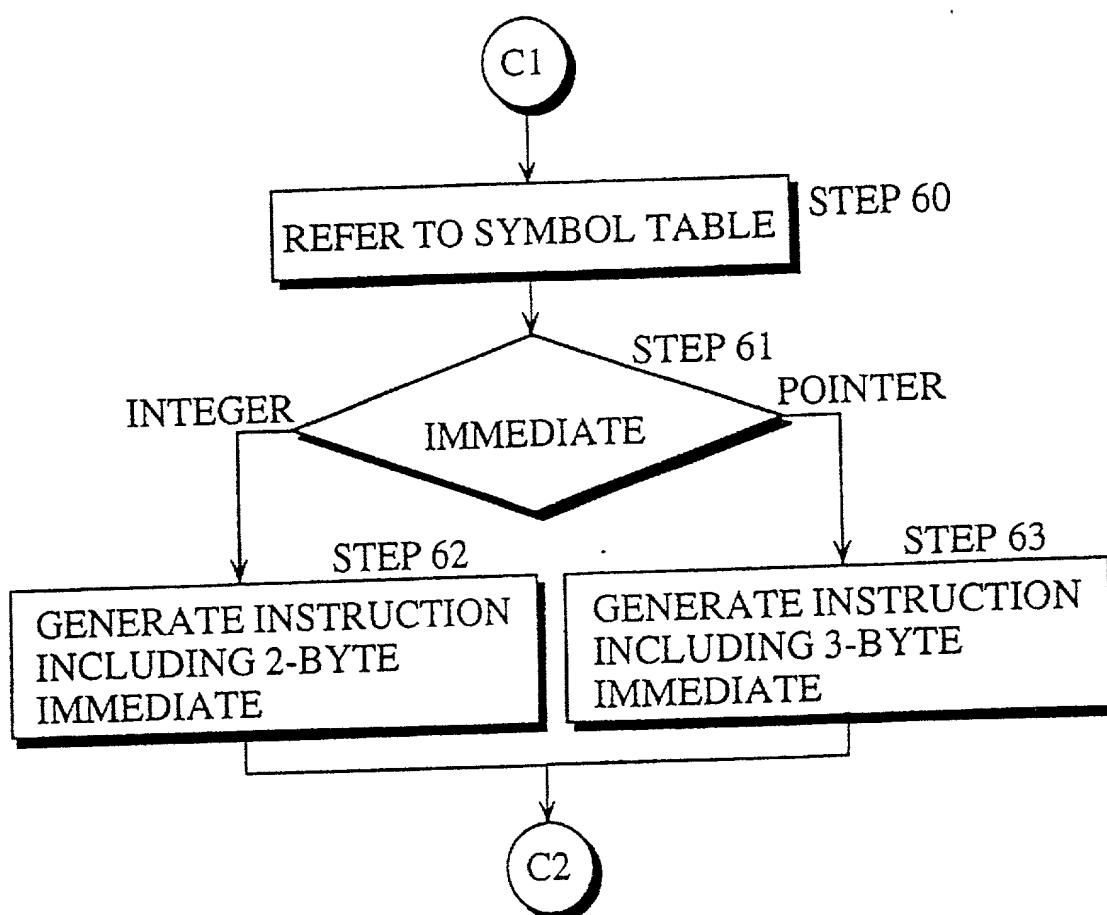 C1
STEP 60
REFER TO SYMBOL TABLE
STEP 61
INTEGER
POINTER
IMMEDIATE
STEP 62
GENERATE INSTRUCTION
INCLUDING 2-BYTE
IMMEDIATE
STEP 63
GENERATE INSTRUCTION
INCLUDING 3-BYTE
IMMEDIATE
C2